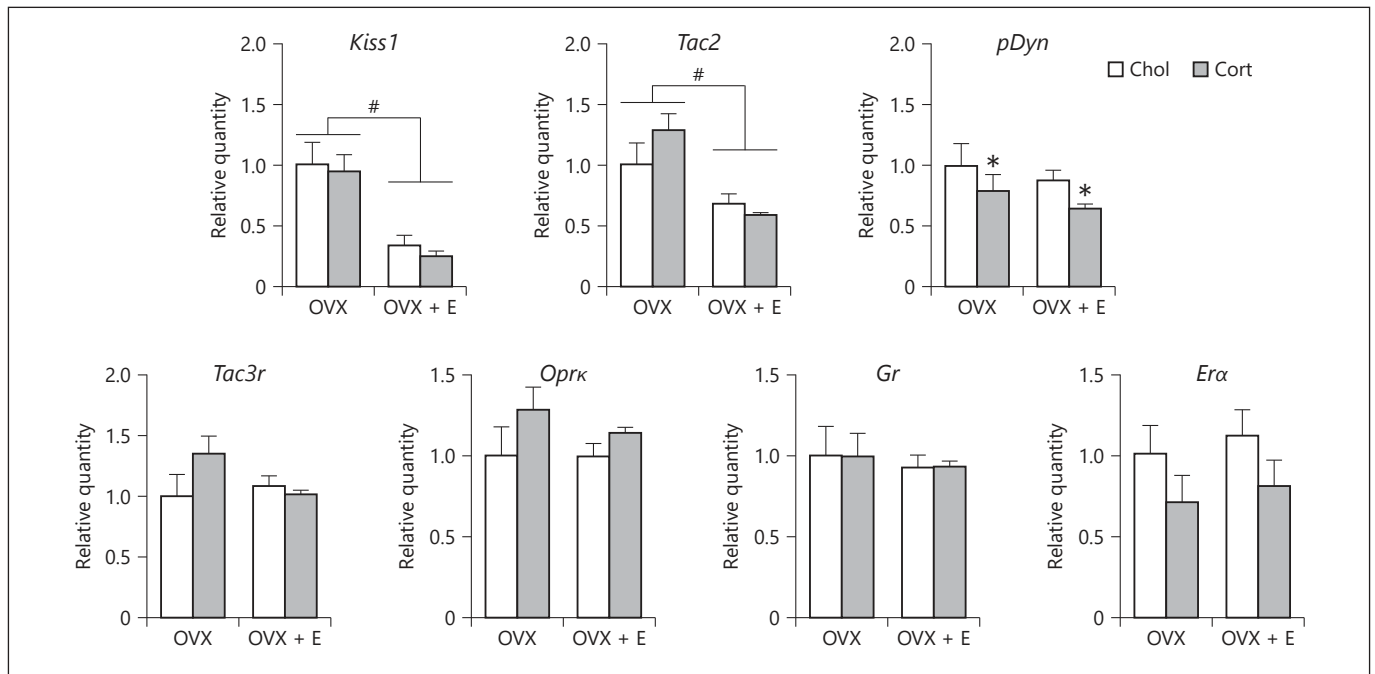 Kiss1
Relative quantity
2.0
1.5
1.0
0.5
0
#
OVX
OVX + E
Tac2
Relative quantity
2.0
1.5
1.0
0.5
0
#
OVX
OVX + E
pDyn
Relative quantity
2.0
1.5
1.0
0.5
0
*
*
OVX
OVX + E
Chol
Cort
Tac3r
Relative quantity
2.0
1.5
1.0
0.5
0
OVX
OVX + E
Oprκ
Relative quantity
1.5
1.0
0.5
0
OVX
OVX + E
Gr
Relative quantity
1.5
1.0
0.5
0
OVX
OVX + E
Erα
Relative quantity
1.5
1.0
0.5
0
OVX
OVX + E